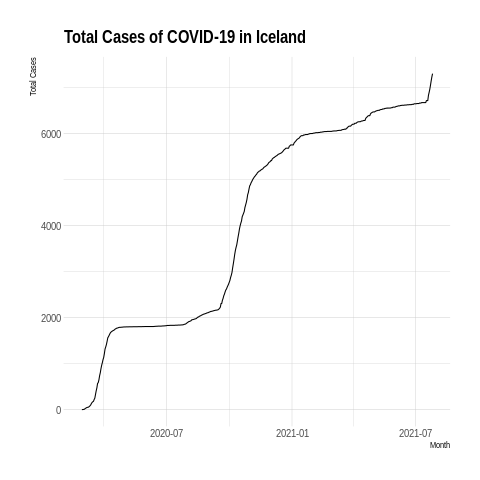 Total Cases of COVID-19 in Iceland
Total Cases
6000
4000
2000
0
2020-07 2021-01 2021-07
Month